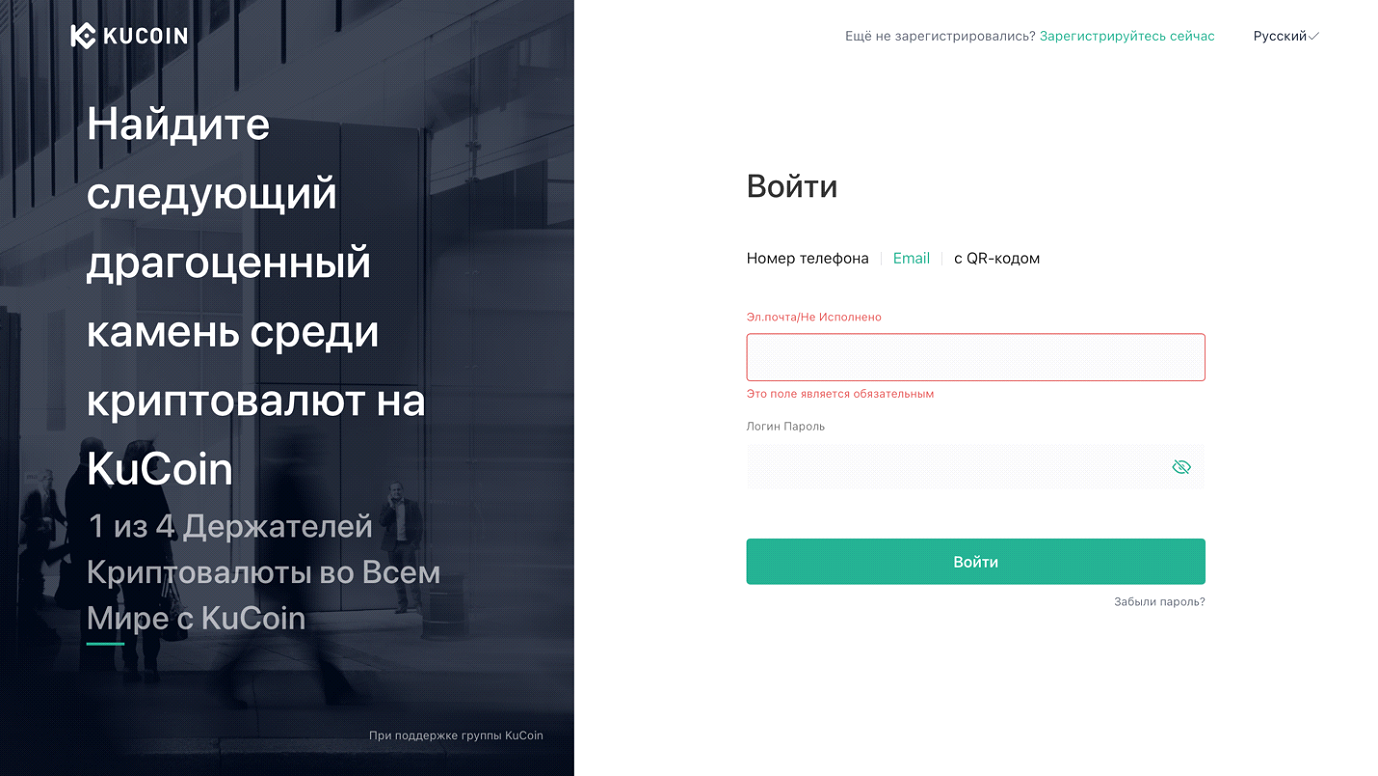 KUCOIN
Найдите
следующий
драгоценный
камень среди
криптовалют на
KuCoin
1 из 4 Держателей
Криптовалюты во Всем
Мире с KuCoin
При поддержке группы KuCoin
Ещё не зарегистрировались? Зарегистрируйтесь сейчас
Русский
Войти
Номер телефона | Email | с QR-кодом
Эл.почта/Не Исполнено
Это поле является обязательным
Логин Пароль
Войти
Забыли пароль?